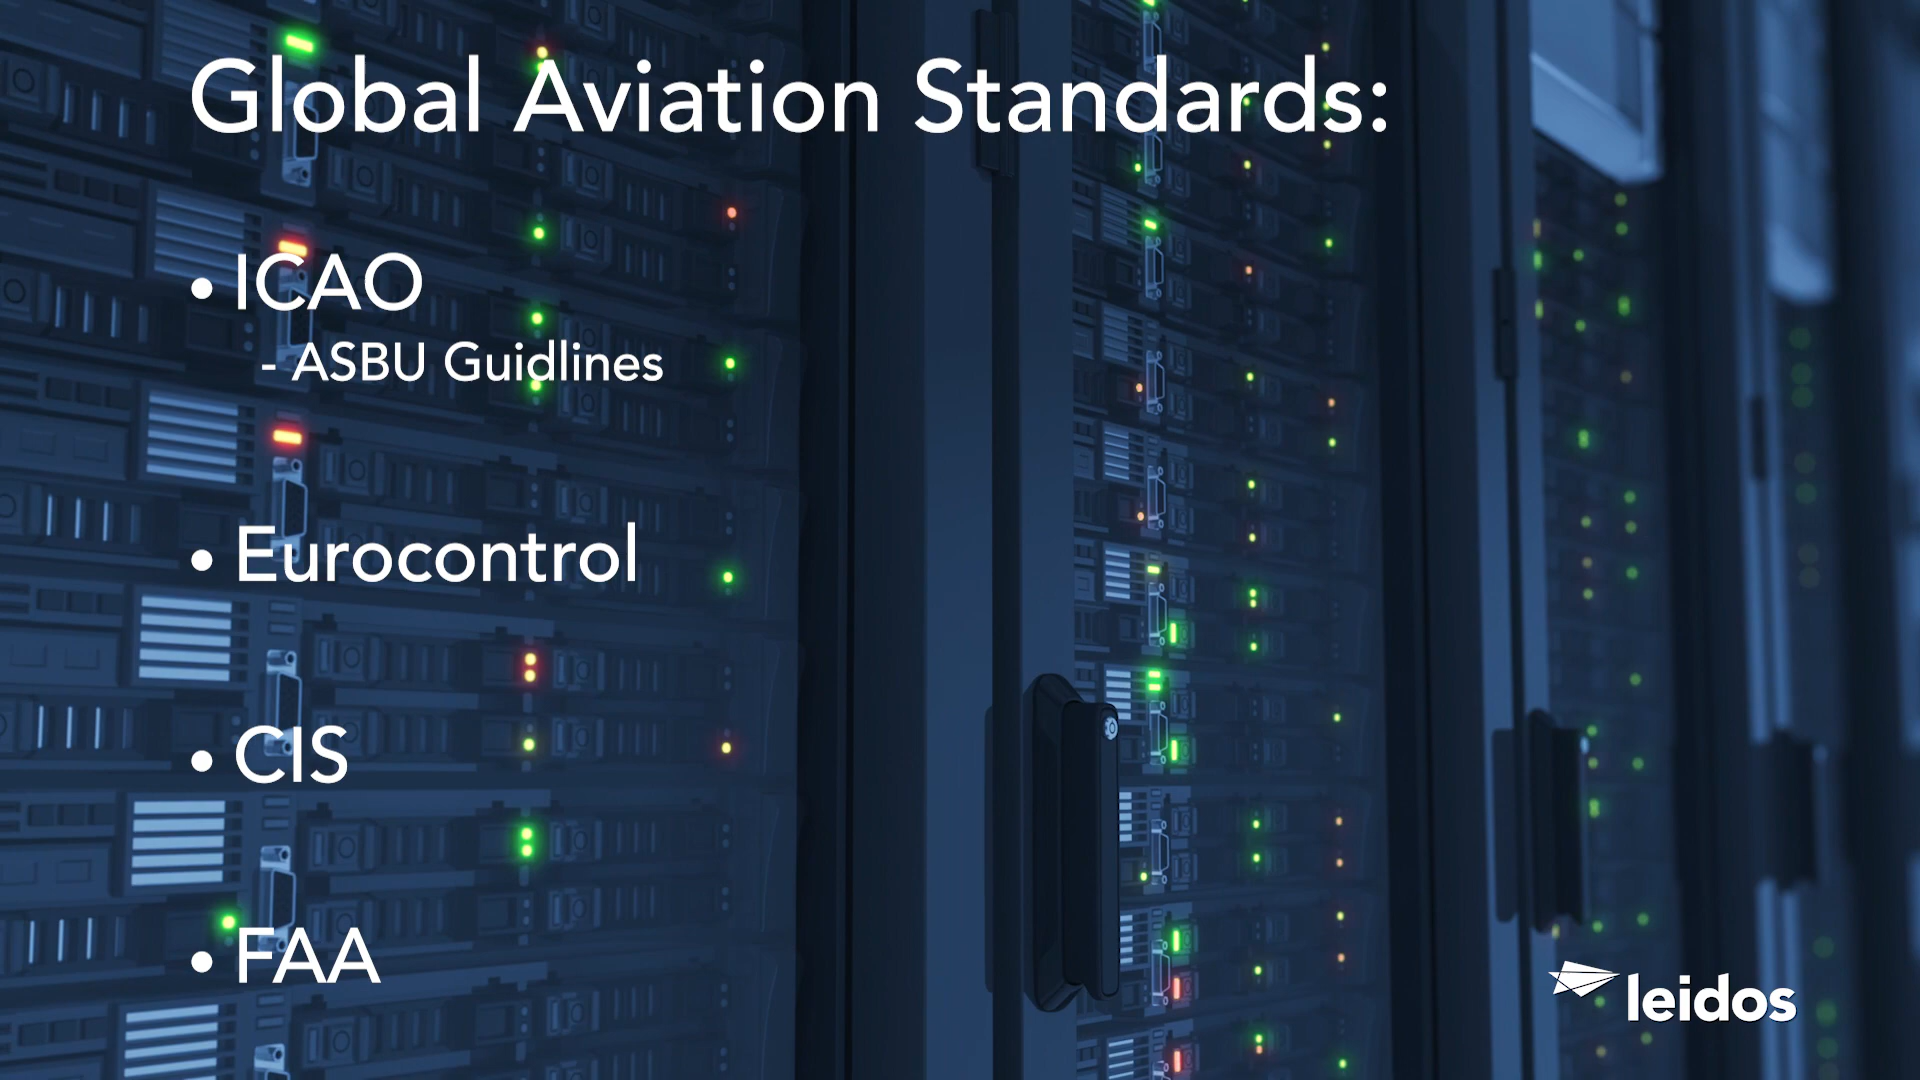 Global Aviation Standards:
• ICAO
- ASBU Guidlines
• Eurocontrol
• CIS
• FAA
leidos